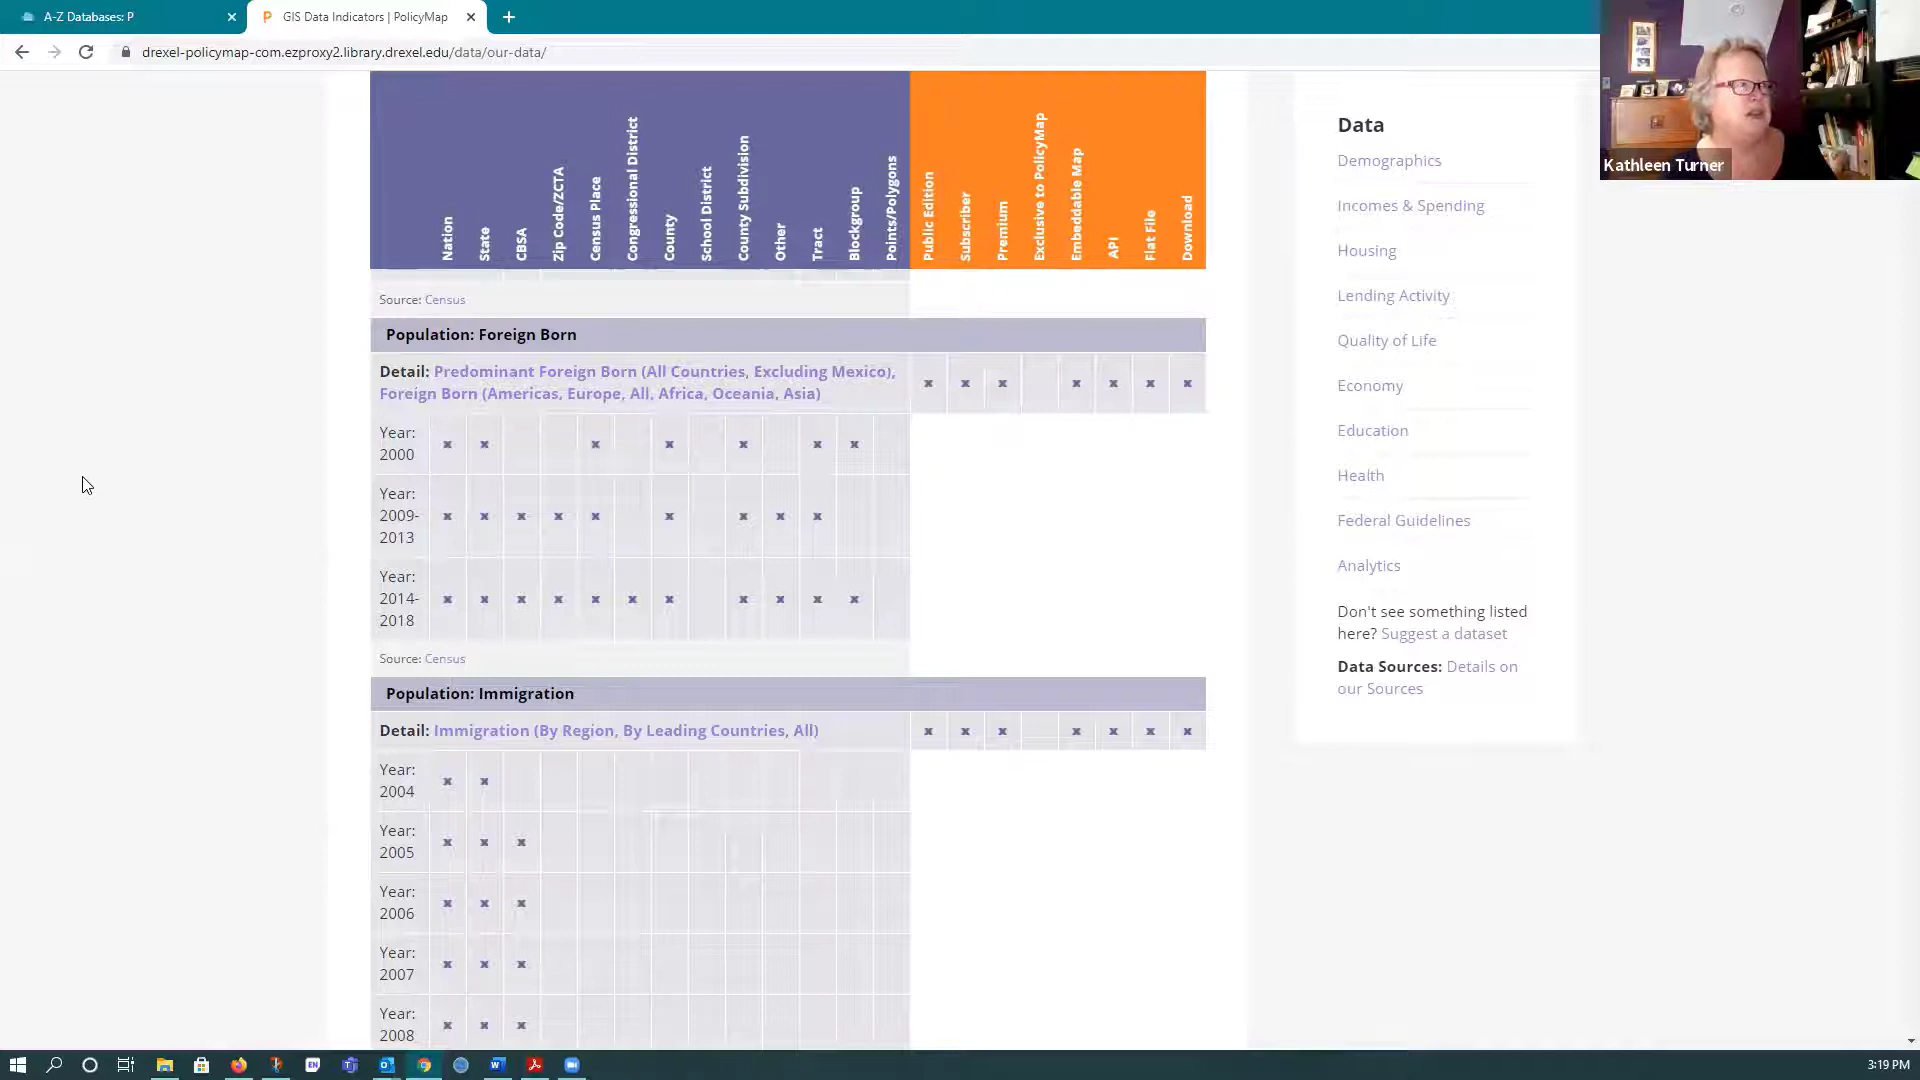 A-Z Databases: P
GIS Data Indicators | PolicyMap
drexel-policymap-com.ezproxy2.library.drexel.edu/data/our-data/
Kathleen Turner
Nation
State
CBSA
Zip Code/ZCTA
Census Place
Congressional District
County
School District
County Subdivision
Other
Tract
Blockgroup
Points/Polygons
Public Edition
Subscriber
Premium
Exclusive to PolicyMap
Embeddable Map
API
Flat File
Download
Source: Census
Population: Foreign Born
Detail: Predominant Foreign Born (All Countries, Excluding Mexico),
Foreign Born (Americas, Europe, All, Africa, Oceania, Asia)
x x x x x x x
Year:
2000
x x x x x x x
Year:
2009-
2013
x x x x x x x x x
Year:
2014-
2018
x x x x x x x x x x x
Source: Census
Population: Immigration
Detail: Immigration (By Region, By Leading Countries, All)
x x x x x x x
Year:
2004
x x
Year:
2005
x x x
Year:
2006
x x x
Year:
2007
x x x
Year:
2008
x x x
Data
Demographics
Incomes & Spending
Housing
Lending Activity
Quality of Life
Economy
Education
Health
Federal Guidelines
Analytics
Don't see something listed
here? Suggest a dataset
Data Sources: Details on
our Sources
3:19 PM